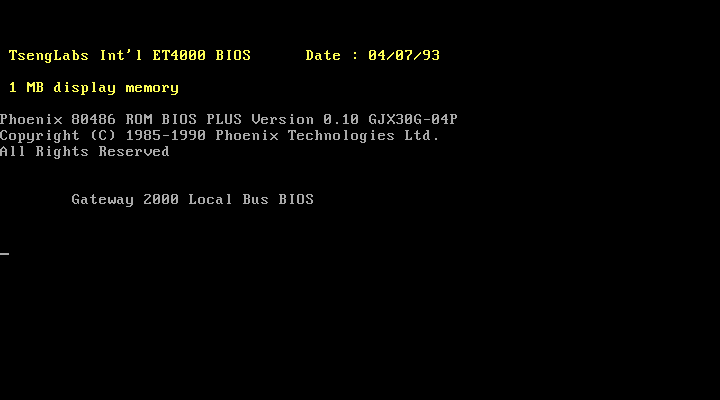 TsengLabs Int'l ET4000 BIOS      Date : 04/07/93
1 MB display memory
Phoenix 80486 ROM BIOS PLUS Version 0.10 GJX30G-04P
Copyright (C) 1985-1990 Phoenix Technologies Ltd.
All Rights Reserved
Gateway 2000 Local Bus BIOS